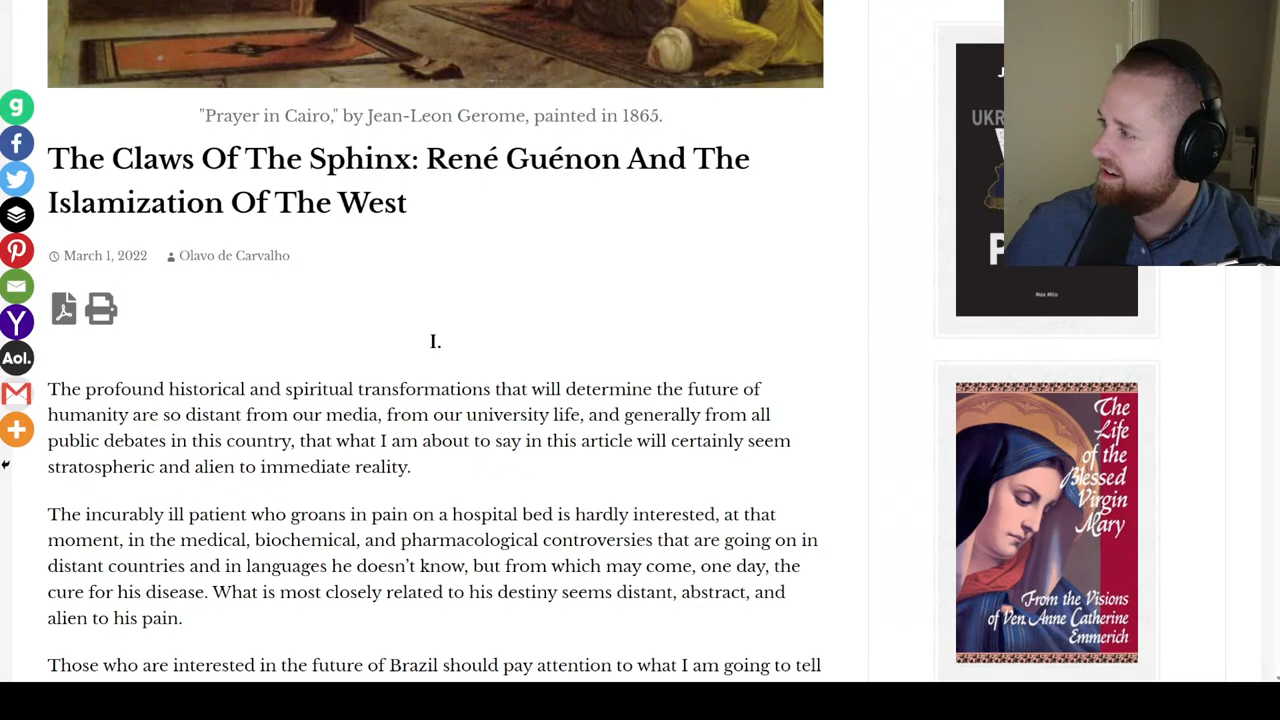 "Prayer in Cairo," by Jean-Leon Gerome, painted in 1865.
The Claws Of The Sphinx: René Guénon And The
Islamization Of The West
March 1, 2022 Olavo de Carvalho
I.
The profound historical and spiritual transformations that will determine the future of
humanity are so distant from our media, from our university life, and generally from all
public debates in this country, that what I am about to say in this article will certainly seem
stratospheric and alien to immediate reality.
The incurably ill patient who groans in pain on a hospital bed is hardly interested, at that
moment, in the medical, biochemical, and pharmacological controversies that are going on in
distant countries and in languages he doesn’t know, but from which may come, one day, the
cure for his disease. What is most closely related to his destiny seems distant, abstract, and
alien to his pain.
Those who are interested in the future of Brazil should pay attention to what I am going to tell
g
f
Y
Aol.
M
J
UKR
P
Max Milo
The
Life
of the
Blessed
Virgin
Mary
From the Visions
of Ven. Anne Catherine
Emmerich